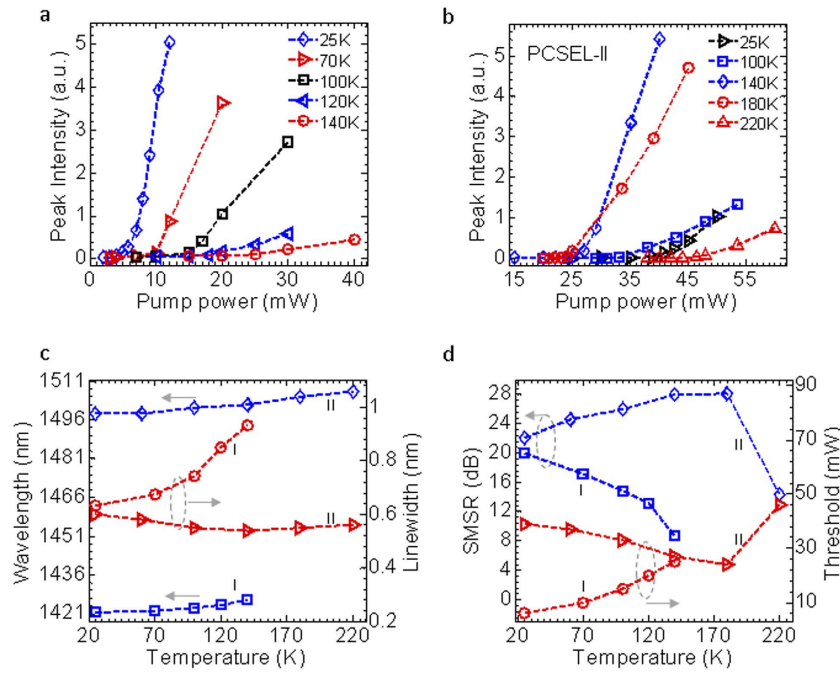 a
Peak Intensity (a.u.)
5
4
3
2
1
0
25K
70K
100K
120K
140K
0 10 20 30 40
Pump power (mW)
b
PCSEL-II
Peak Intensity (a.u.)
5
4
3
2
1
0
25K
100K
140K
180K
220K
15 25 35 45 55
Pump power (mW)
c
Wavelength (nm)
1511
1496
1481
1466
1451
1436
1421
II
I
II
I
1
0.8
0.6
0.4
0.2
Linewidth (nm)
20 70 120 170 220
Temperature (K)
d
SMSR (dB)
28
24
20
16
12
8
4
0
II
I
II
I
90
70
50
30
10
Threshold (mW)
20 70 120 170 220
Temperature (K)